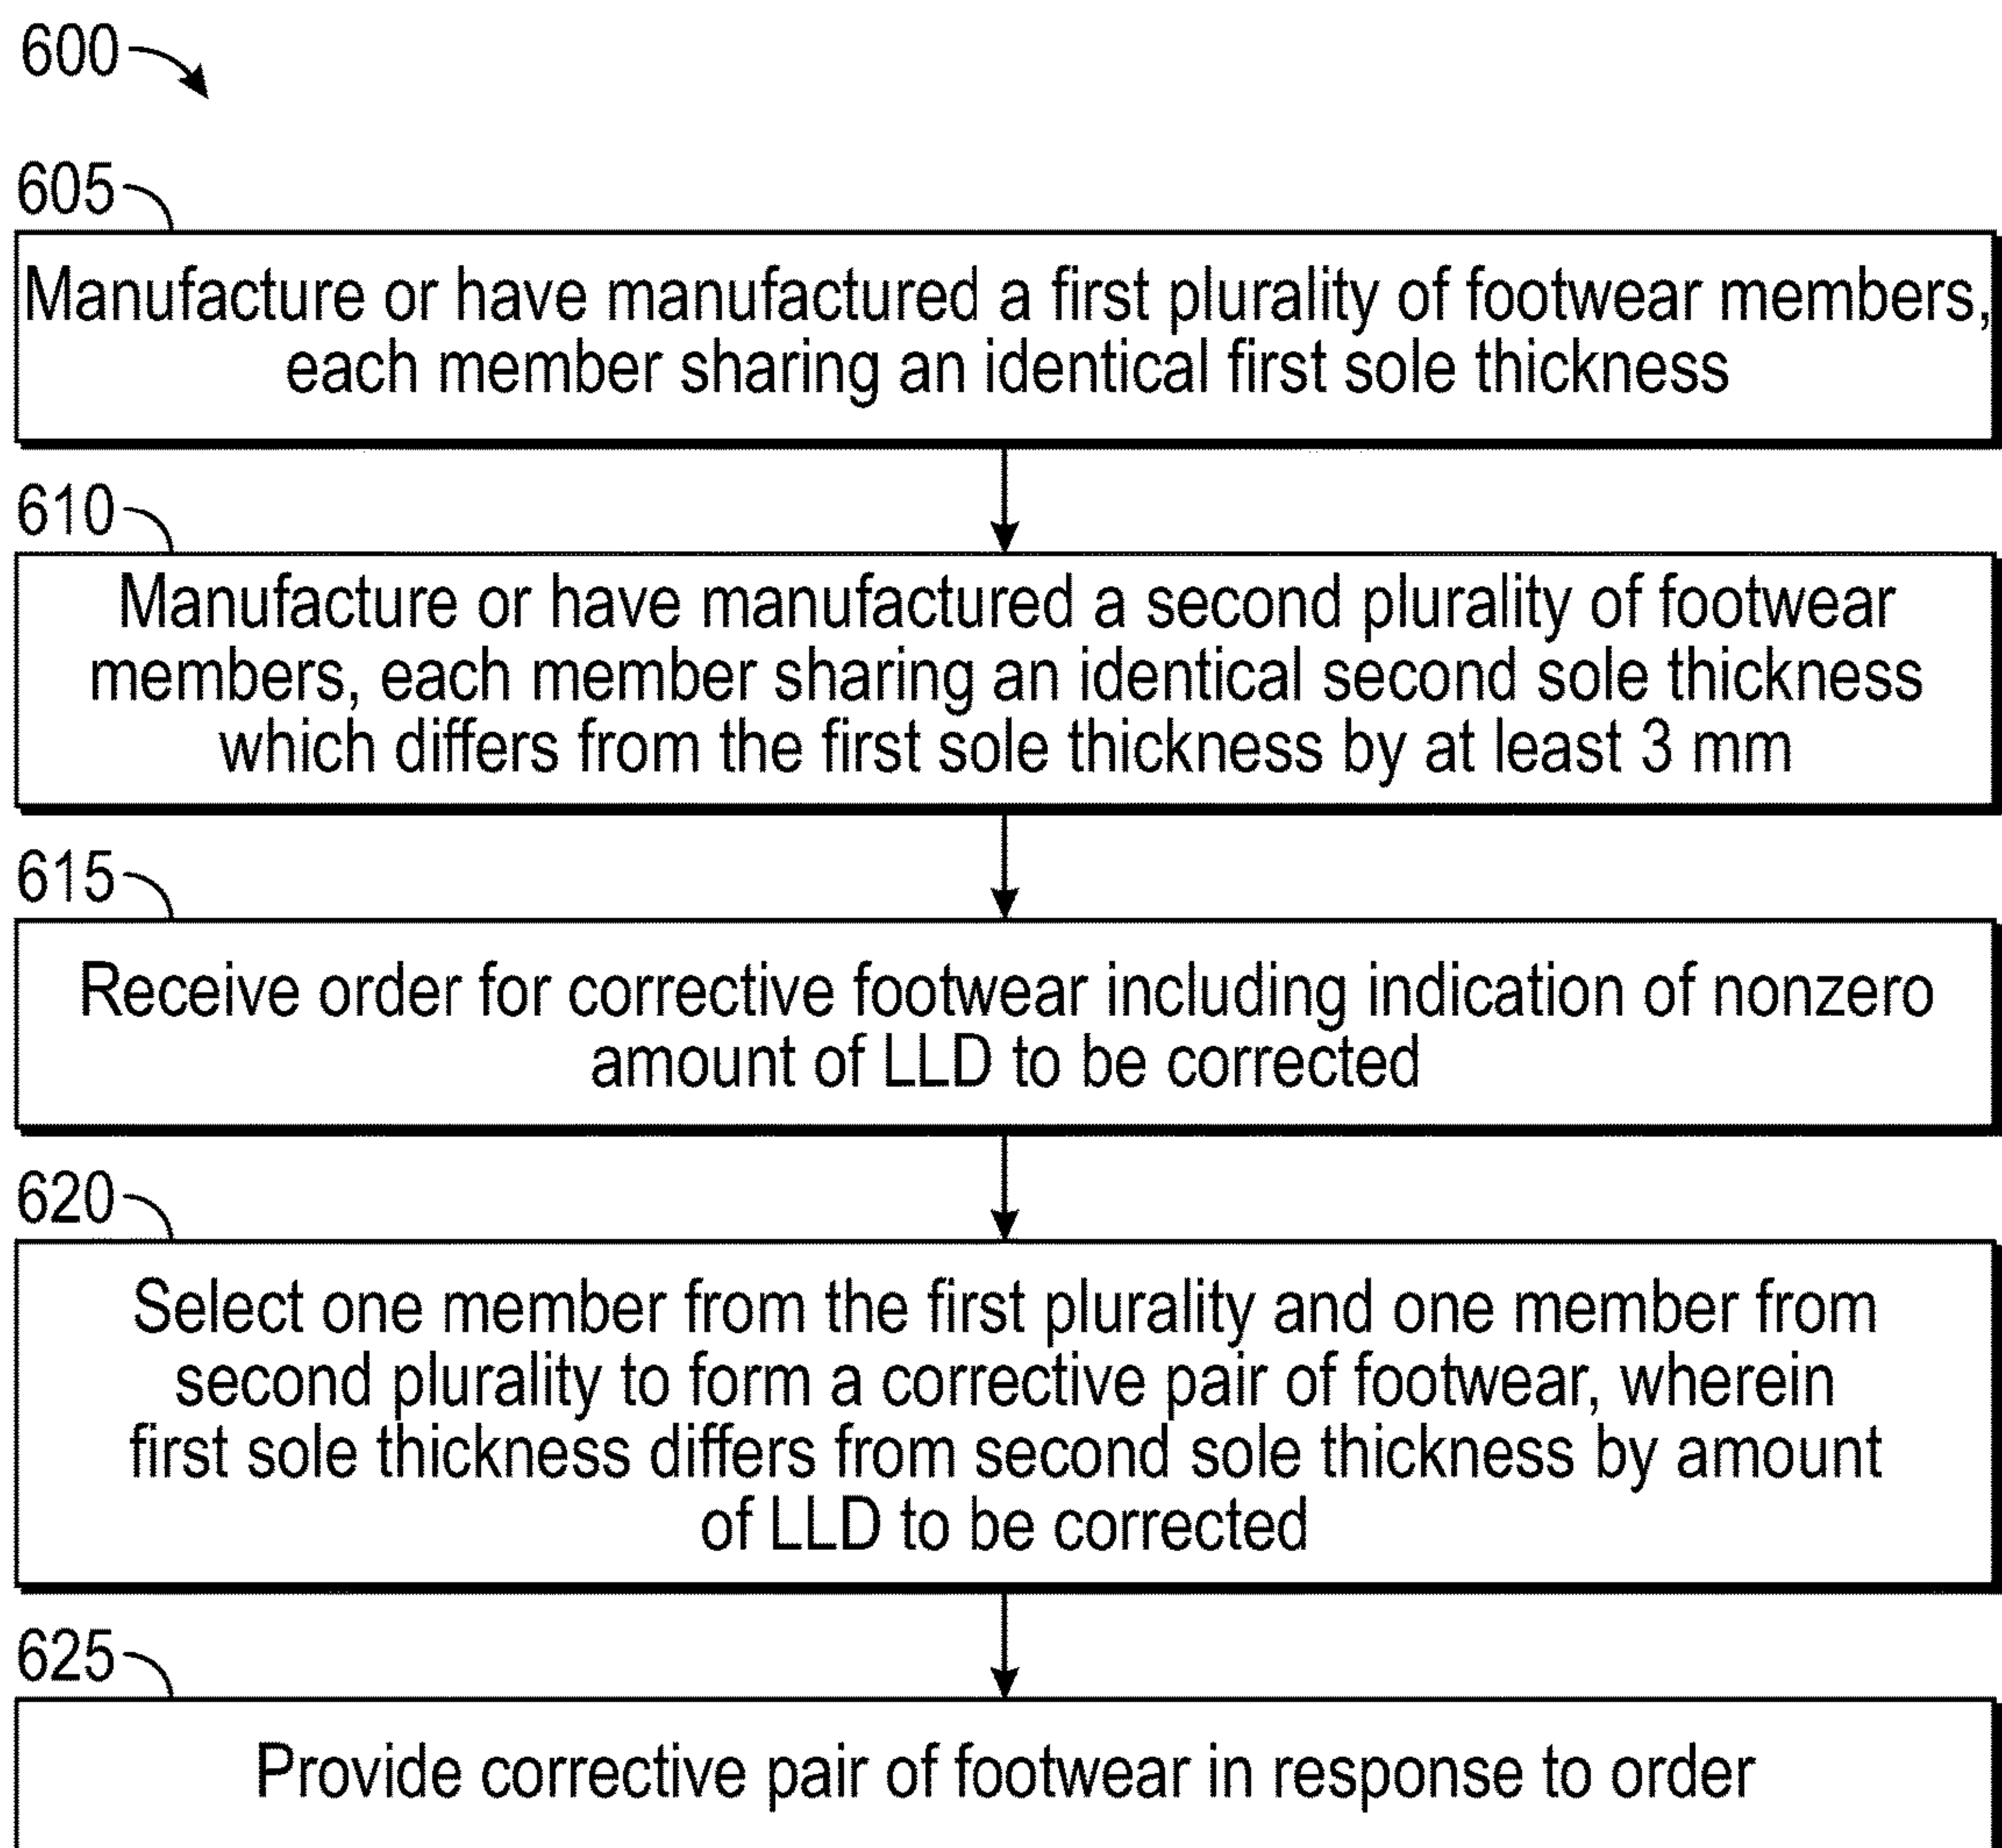 600
605
Manufacture or have manufactured a first plurality of footwear members,
each member sharing an identical first sole thickness
610
Manufacture or have manufactured a second plurality of footwear
members, each member sharing an identical second sole thickness
which differs from the first sole thickness by at least 3 mm
615
Receive order for corrective footwear including indication of nonzero
amount of LLD to be corrected
620
Select one member from the first plurality and one member from
second plurality to form a corrective pair of footwear, wherein
first sole thickness differs from second sole thickness by amount
of LLD to be corrected
625
Provide corrective pair of footwear in response to order